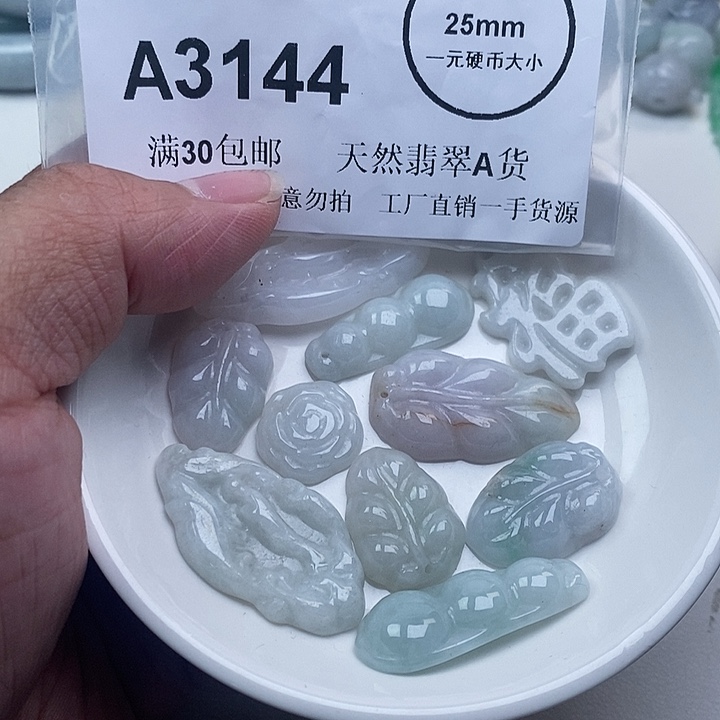 25mm
一元硬币大小
A3144
满30包邮 天然翡翠A货
意勿拍 工厂直销一手货源
福